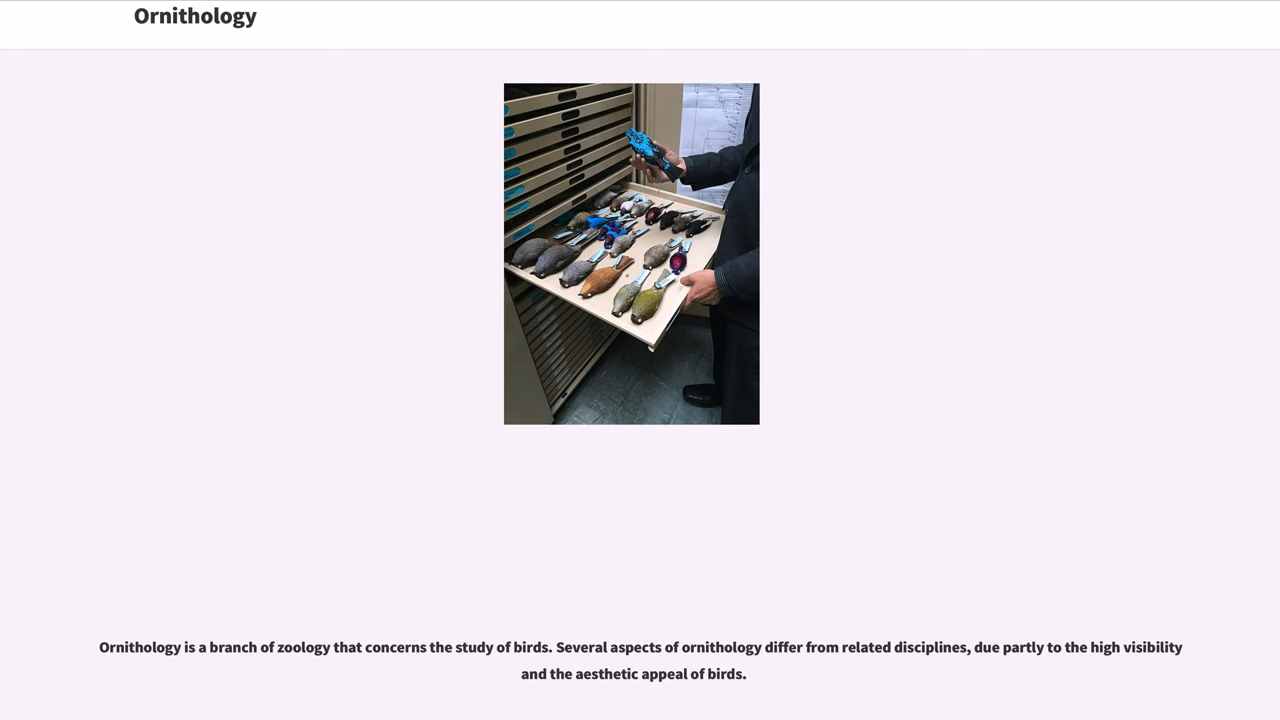 Ornithology
Ornithology is a branch of zoology that concerns the study of birds. Several aspects of ornithology differ from related disciplines, due partly to the high visibility
and the aesthetic appeal of birds.